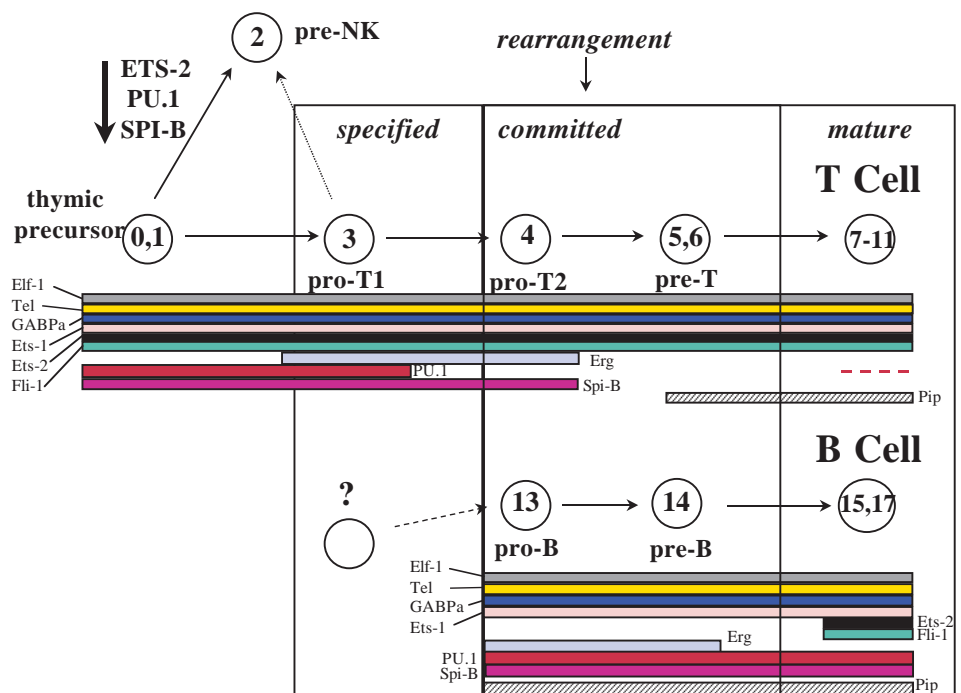 2
pre-NK
rearrangement
ETS-2
PU.1
SPI-B
specified
committed
mature
T Cell
thymic
precursor
0,1
3
4
5,6
7-11
pro-T1
pro-T2
pre-T
Elf-1
Tel
GABPa
Ets-1
Ets-2
Fli-1
Erg
PU.1
Spi-B
Pip
B Cell
?
13
14
15,17
pro-B
pre-B
Elf-1
Tel
GABPa
Ets-1
Ets-2
Fli-1
Erg
PU.1
Spi-B
Pip